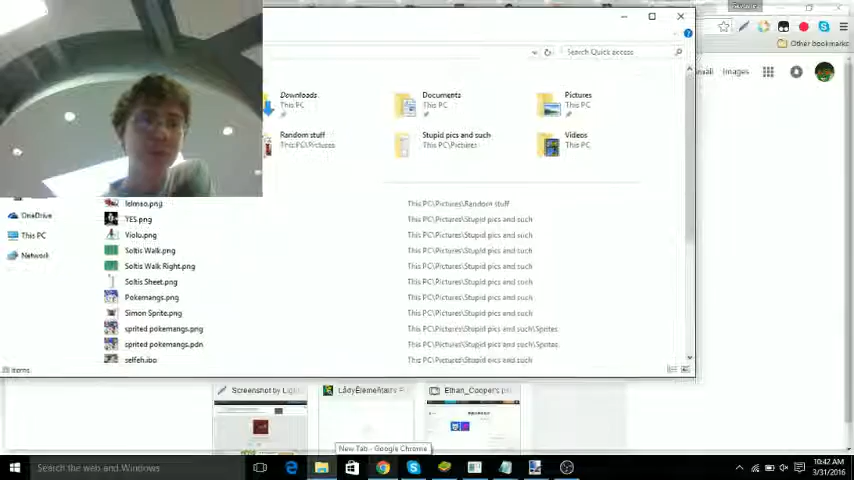 Search Quick access
Other bookmarks
Images
Downloads
This PC
Documents
This PC
Pictures
This PC
Random stuff
This PC\Pictures
Stupid pics and such
This PC\Pictures
Videos
This PC
lelmao.png This PC\Pictures\Random stuff
YES.png This PC\Pictures\Stupid pics and such
Violu.png This PC\Pictures\Stupid pics and such
Soltis Walk.png This PC\Pictures\Stupid pics and such
Soltis Walk Right.png This PC\Pictures\Stupid pics and such
Soltis Sheet.png This PC\Pictures\Stupid pics and such
Pokemangs.png This PC\Pictures\Stupid pics and such
Simon Sprite.png This PC\Pictures\Stupid pics and such
sprited pokemangs.png This PC\Pictures\Stupid pics and such\Sprites
sprited pokemangs.pdn This PC\Pictures\Stupid pics and such\Sprites
selfeh.jpg This PC\Pictures\Stupid pics and such
OneDrive
This PC
Network
items
Screenshot by Ligh
Ethan_Cooper's
New Tab - Google Chrome
Search the web and Windows
10:42 AM
3/31/2016